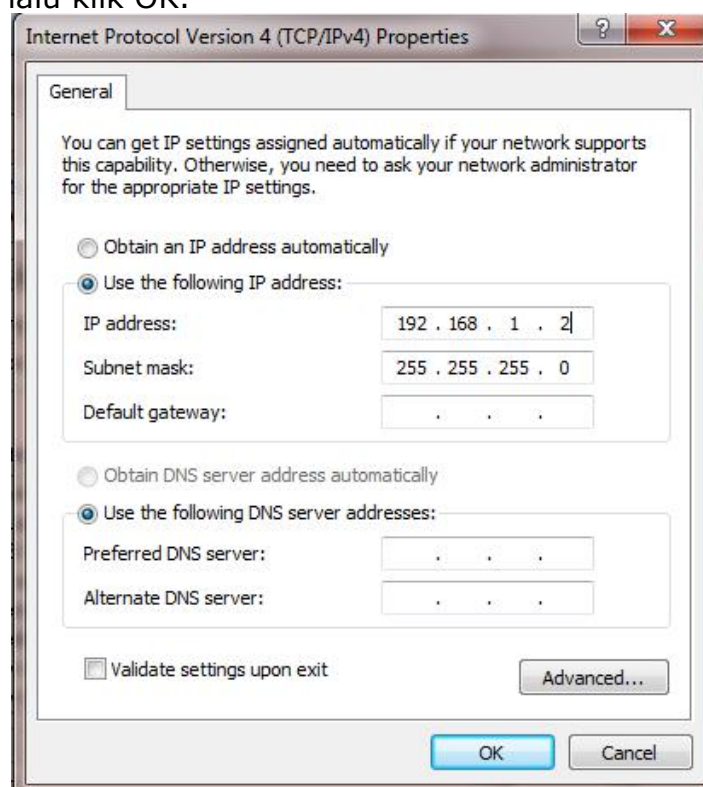 lalu klik OK.
Internet Protocol Version 4 (TCP/IPv4) Properties
General
You can get IP settings assigned automatically if your network supports
this capability. Otherwise, you need to ask your network administrator
for the appropriate IP settings.
Obtain an IP address automatically
Use the following IP address:
IP address: 192 . 168 . 1 . 2
Subnet mask: 255 . 255 . 255 . 0
Default gateway: . . .
Obtain DNS server address automatically
Use the following DNS server addresses:
Preferred DNS server: . . .
Alternate DNS server: . . .
Validate settings upon exit
Advanced...
OK Cancel